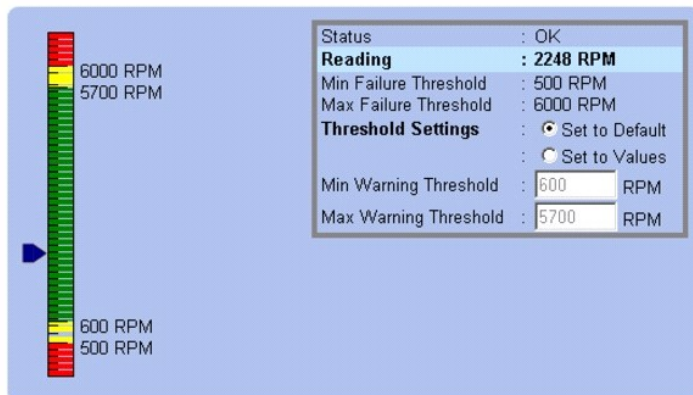 6000 RPM
5700 RPM
600 RPM
500 RPM
Status : OK
Reading : 2248 RPM
Min Failure Threshold : 500 RPM
Max Failure Threshold : 6000 RPM
Threshold Settings : Set to Default
: Set to Values
Min Warning Threshold : 600 RPM
Max Warning Threshold : 5700 RPM